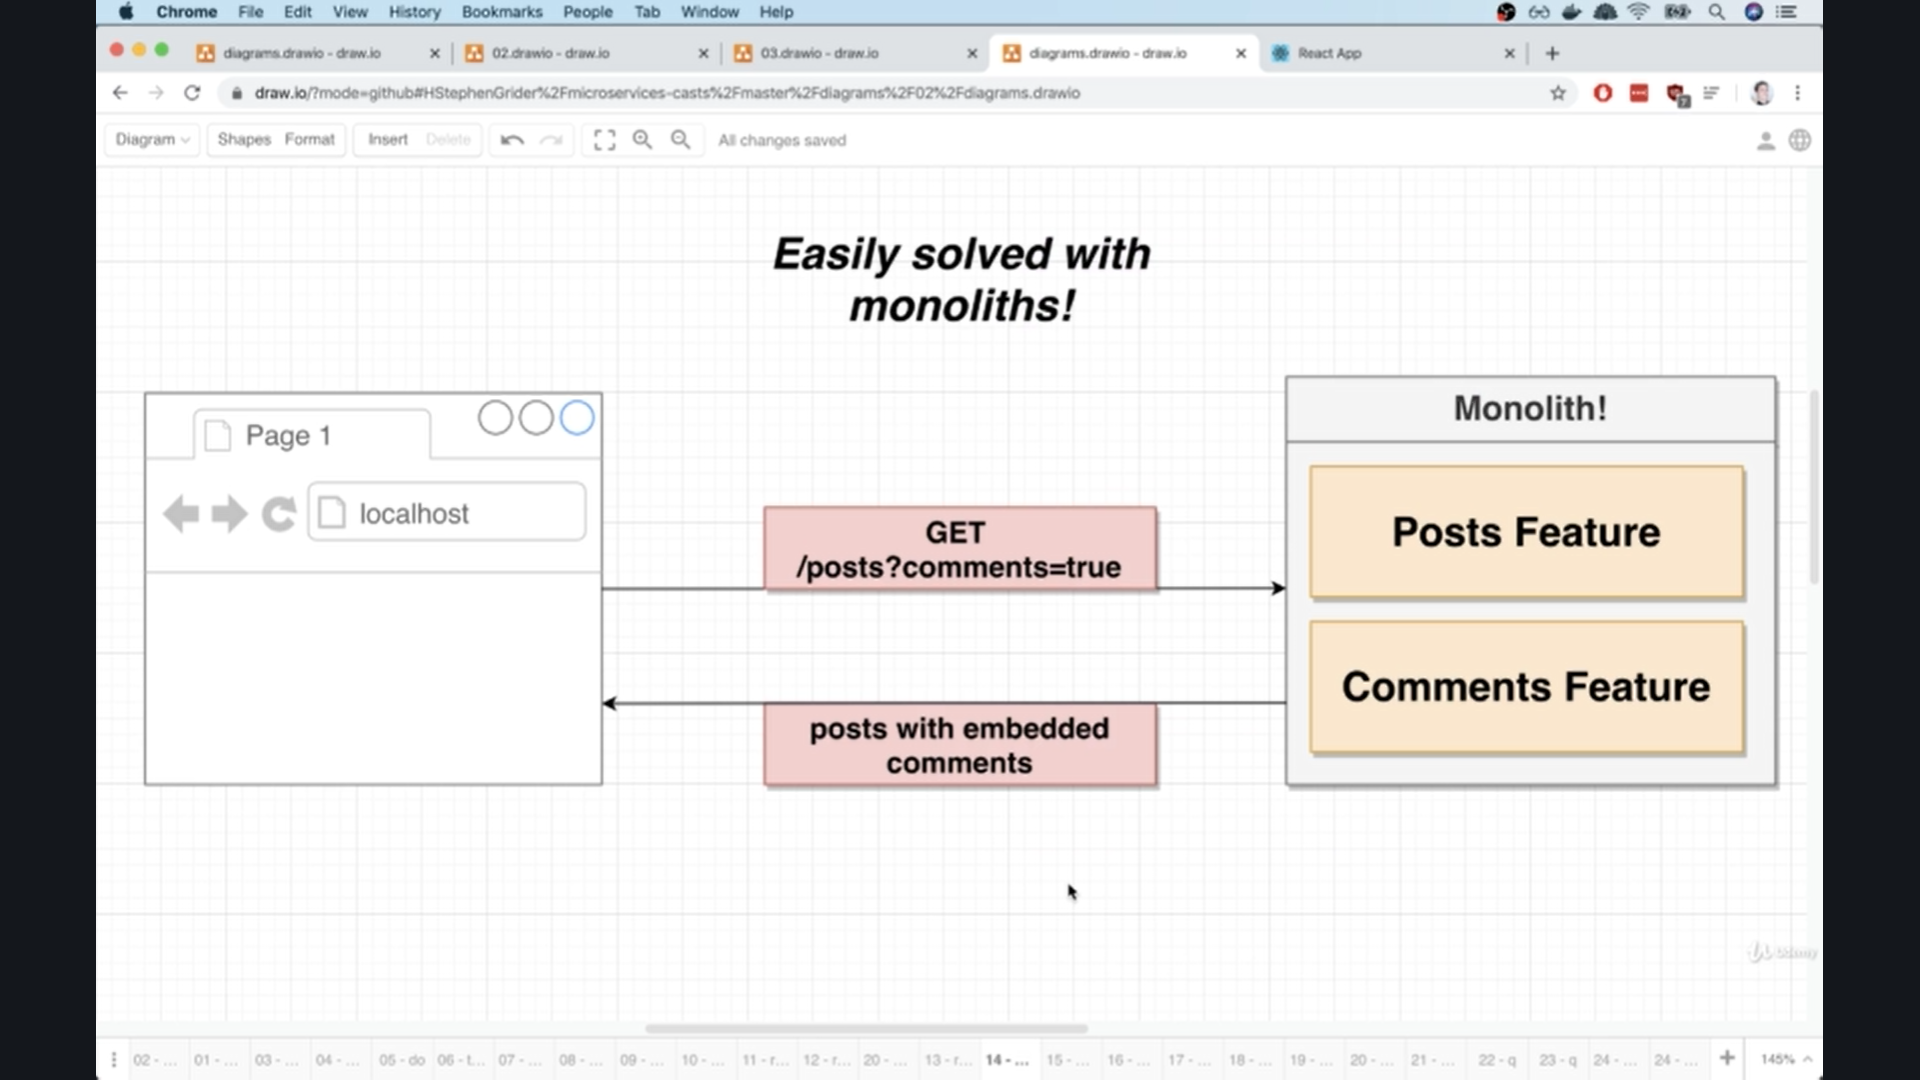 Chrome File Edit View History Bookmarks People Tab Window Help
diagrams.drawio - draw.io
02.drawio - draw.io
03.drawio - draw.io
diagrams.drawio - draw.io
React App
draw.io/?mode=github#HStephenGrider%2Fmicroservices-casts%2Fmaster%2Fdiagrams%2F02%2Fdiagrams.drawio
Diagram Shapes Format Insert Delete All changes saved
Easily solved with
monoliths!
Page 1
localhost
GET
/posts?comments=true
posts with embedded
comments
Monolith!
Posts Feature
Comments Feature
Udemy
02 - ... 01 - ... 03 - ... 04 - ... 05 - do 06 - t... 07 - ... 08 - ... 09 - ... 10 - ... 11 - r... 12 - r... 20 - ... 13 - r... 14 - ... 15 - ... 16 - ... 17 - ... 18 - ... 19 - ... 20 - ... 21 - ... 22 - q 23 - q 24 - ... 24 - ... 145%